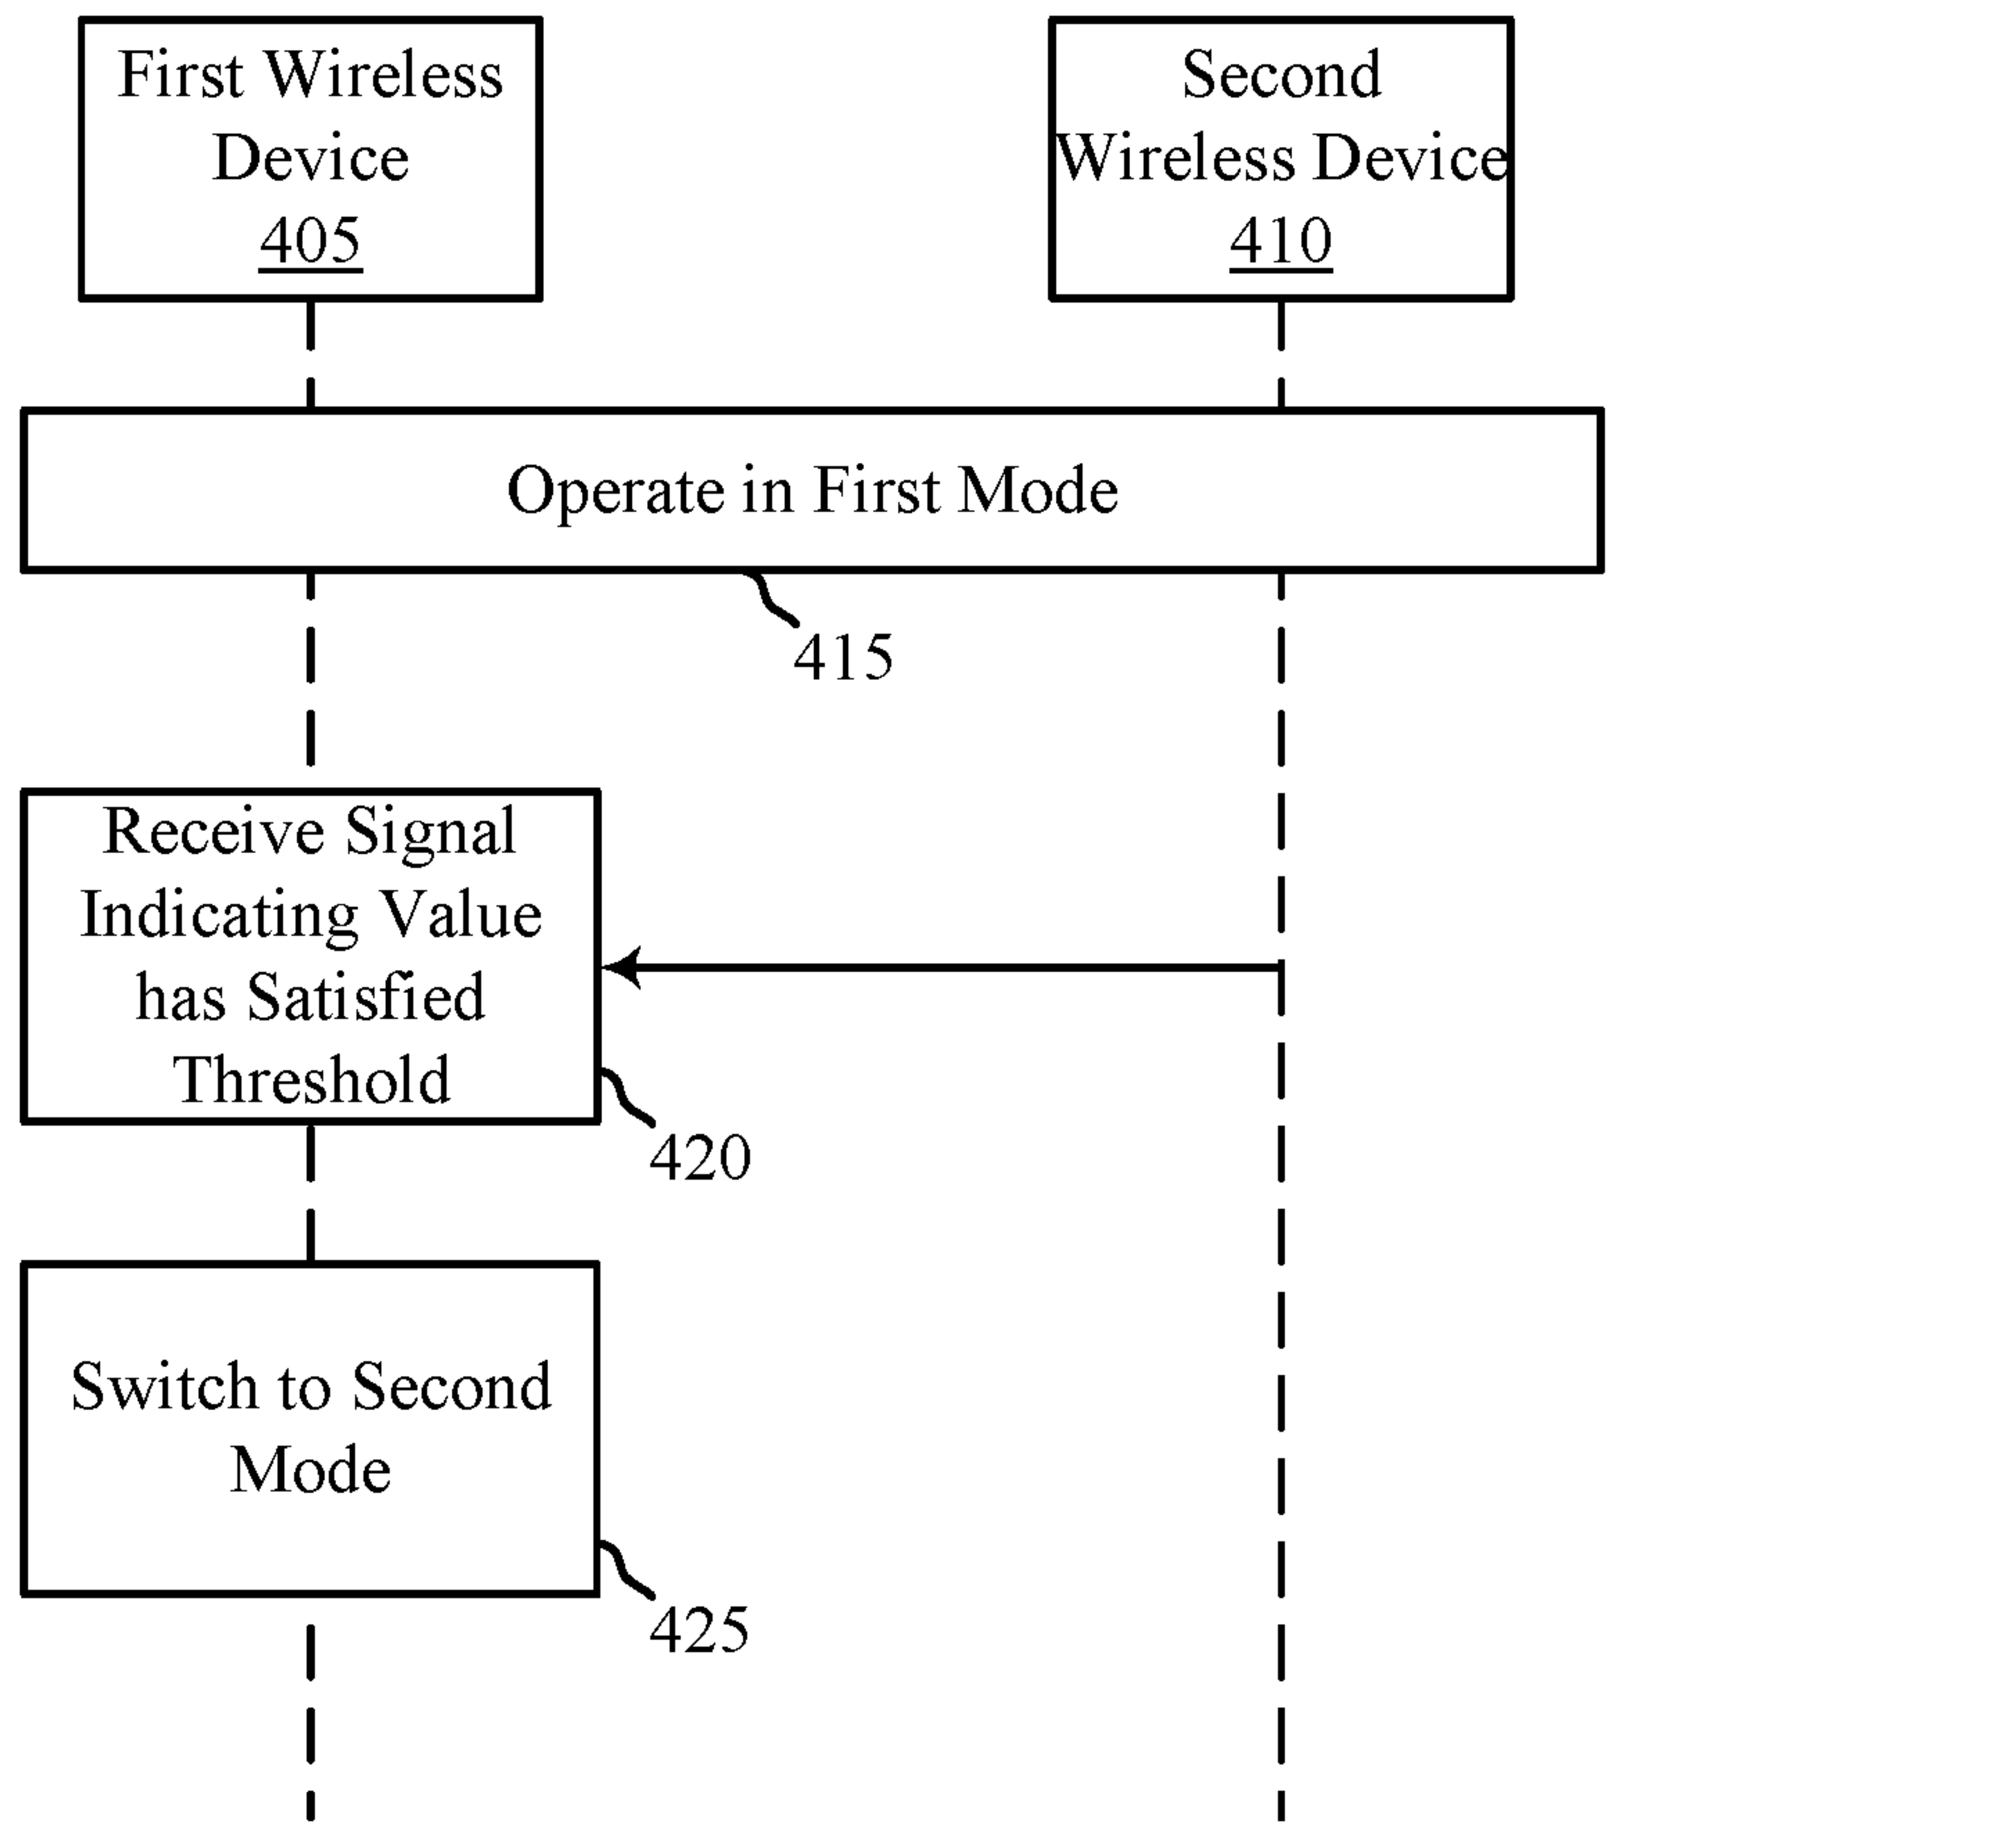 First Wireless
Device
405
Second
Wireless Device
410
Operate in First Mode
415
Receive Signal
Indicating Value
has Satisfied
Threshold
420
Switch to Second
Mode
425